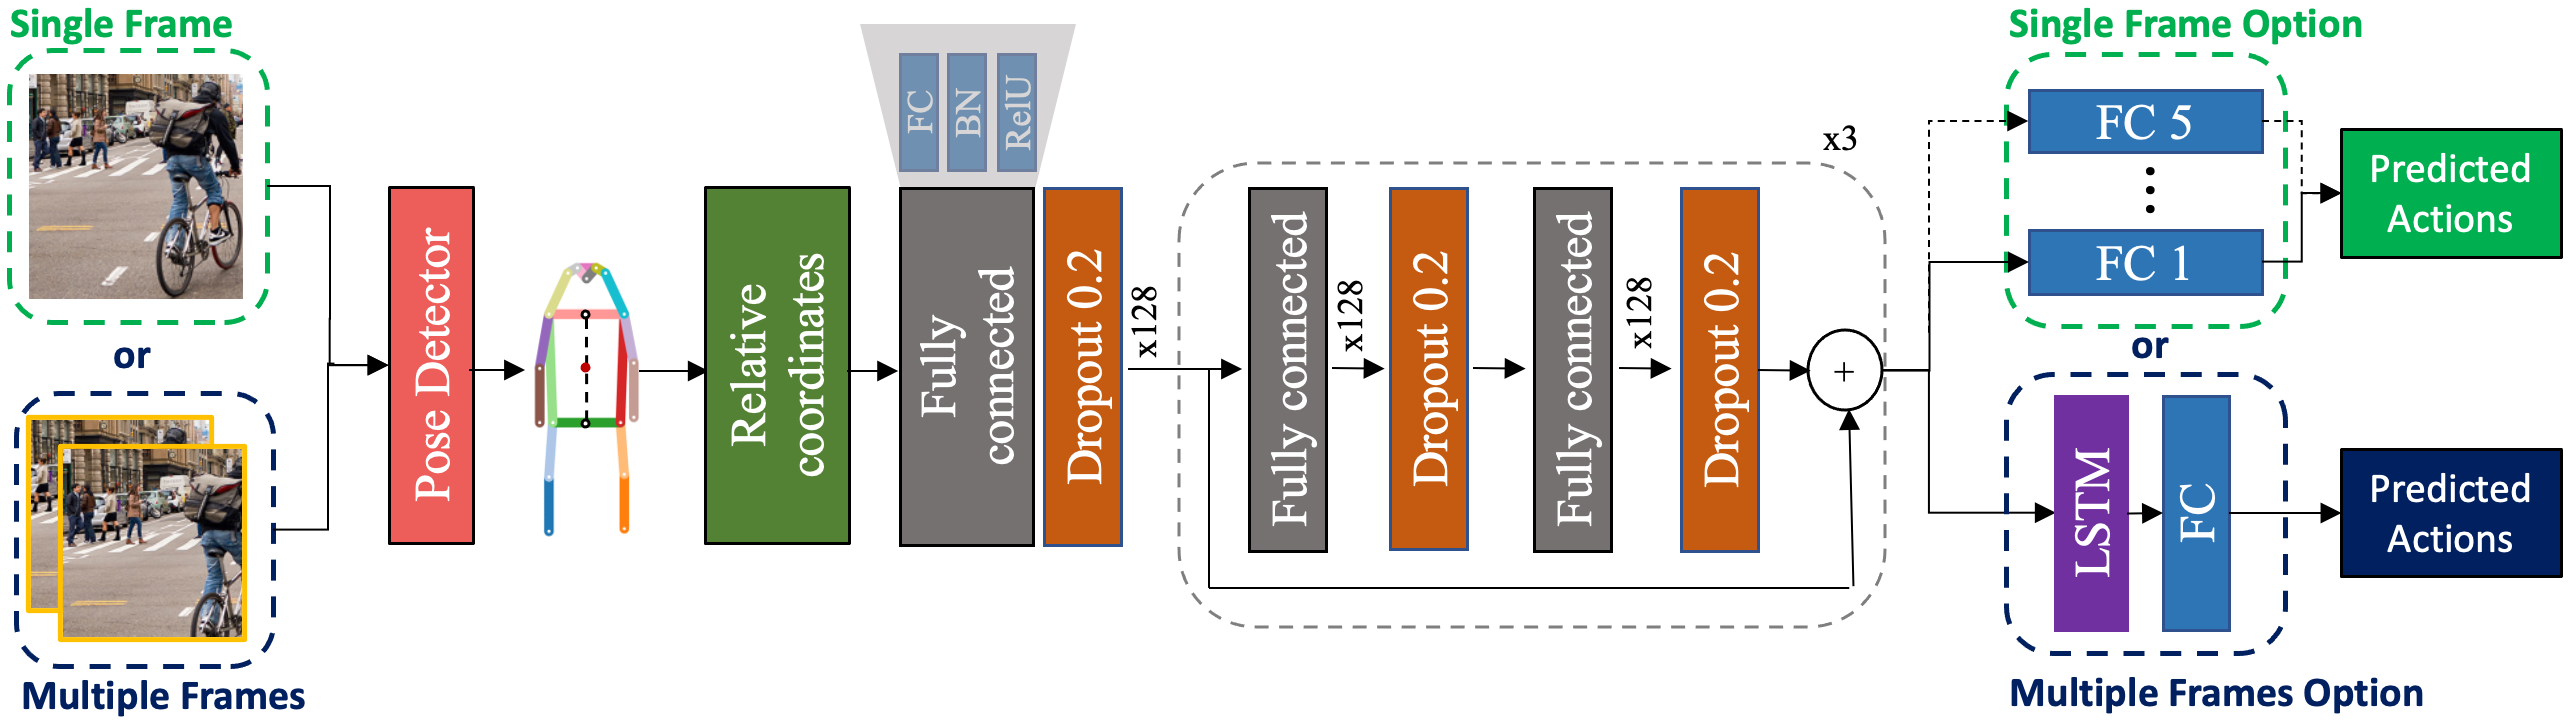 Single Frame
or
Multiple Frames
Pose Detector
Relative
coordinates
FC
BN
RelU
Fully
connected
Dropout 0.2
x128
x3
Fully connected
x128
Dropout 0.2
Fully connected
x128
Dropout 0.2
+
Single Frame Option
FC 5
FC 1
Predicted
Actions
or
LSTM
FC
Predicted
Actions
Multiple Frames Option